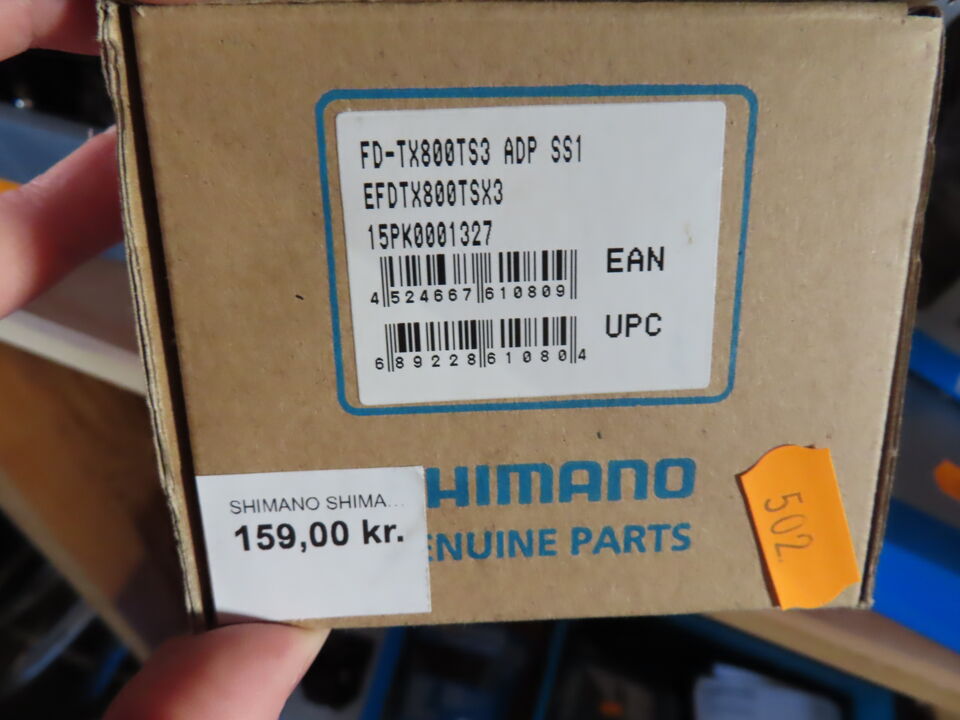 FD-TX800TS3 ADP SS1
EFDTX800TSX3
15PK0001327
EAN
4 524667 610809
UPC
6 89228 61080 4
SHIMANO SHIMA...
159,00 kr.
HIMANO
ENUINE PARTS
502